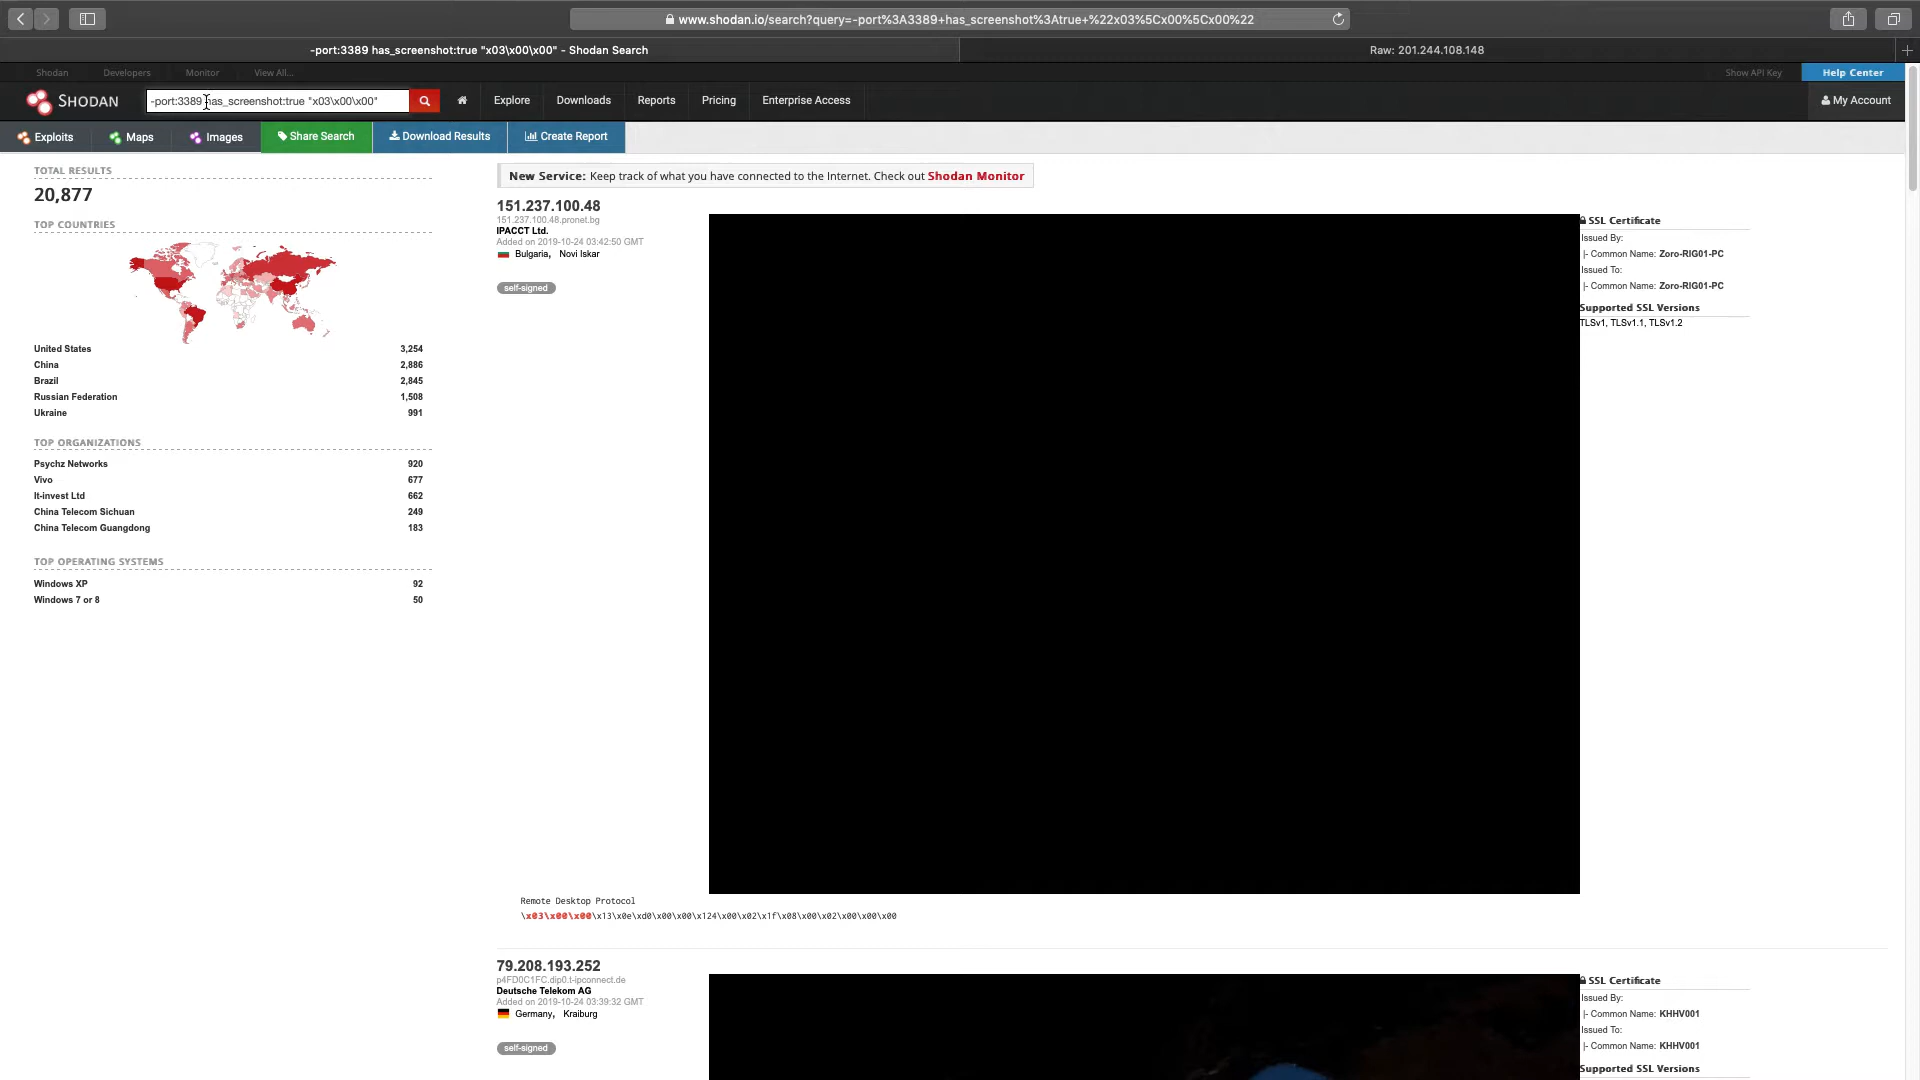 www.shodan.io/search?query=-port%3A3389+has_screenshot%3Atrue+%22x03%5Cx00%5Cx00%22
-port:3389 has_screenshot:true "x03\x00\x00" - Shodan Search
Raw: 201.244.108.148
Shodan
Developers
Monitor
View All...
Show API Key
Help Center
SHODAN
-port:3389 has_screenshot:true "x03\x00\x00"
Explore
Downloads
Reports
Pricing
Enterprise Access
My Account
Exploits
Maps
Images
Share Search
Download Results
Create Report
TOTAL RESULTS
20,877
TOP COUNTRIES
United States 3,254
China 2,886
Brazil 2,845
Russian Federation 1,508
Ukraine 991
TOP ORGANIZATIONS
Psychz Networks 920
Vivo 677
It-invest Ltd 662
China Telecom Sichuan 249
China Telecom Guangdong 183
TOP OPERATING SYSTEMS
Windows XP 92
Windows 7 or 8 50
New Service: Keep track of what you have connected to the Internet. Check out Shodan Monitor
151.237.100.48
151.237.100.48.pronet.bg
IPACCT Ltd.
Added on 2019-10-24 03:42:50 GMT
Bulgaria, Novi Iskar
self-signed
SSL Certificate
Issued By:
|- Common Name: Zoro-RIG01-PC
Issued To:
|- Common Name: Zoro-RIG01-PC
Supported SSL Versions
TLSv1, TLSv1.1, TLSv1.2
Remote Desktop Protocol
\x03\x00\x00\x13\x0e\xd0\x00\x00\x124\x00\x02\x1f\x08\x00\x02\x00\x00\x00
79.208.193.252
p4FD0C1FC.dip0.t-ipconnect.de
Deutsche Telekom AG
Added on 2019-10-24 03:39:32 GMT
Germany, Kraiburg
self-signed
SSL Certificate
Issued By:
|- Common Name: KHHV001
Issued To:
|- Common Name: KHHV001
Supported SSL Versions